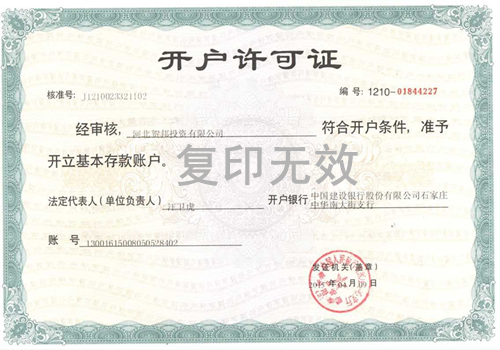 开户许可证
核准号: J1210023321102 编号: 1210-01844227
经审核, 河北贺邦投资有限公司 符合开户条件, 准予
开立基本存款账户。
复印无效
法定代表人(单位负责人) 江卫虎 开户银行 中国建设银行股份有限公司石家庄
中华南大街支行
账号 13001615008050528402
发证机关(盖章)
2015年04月09日